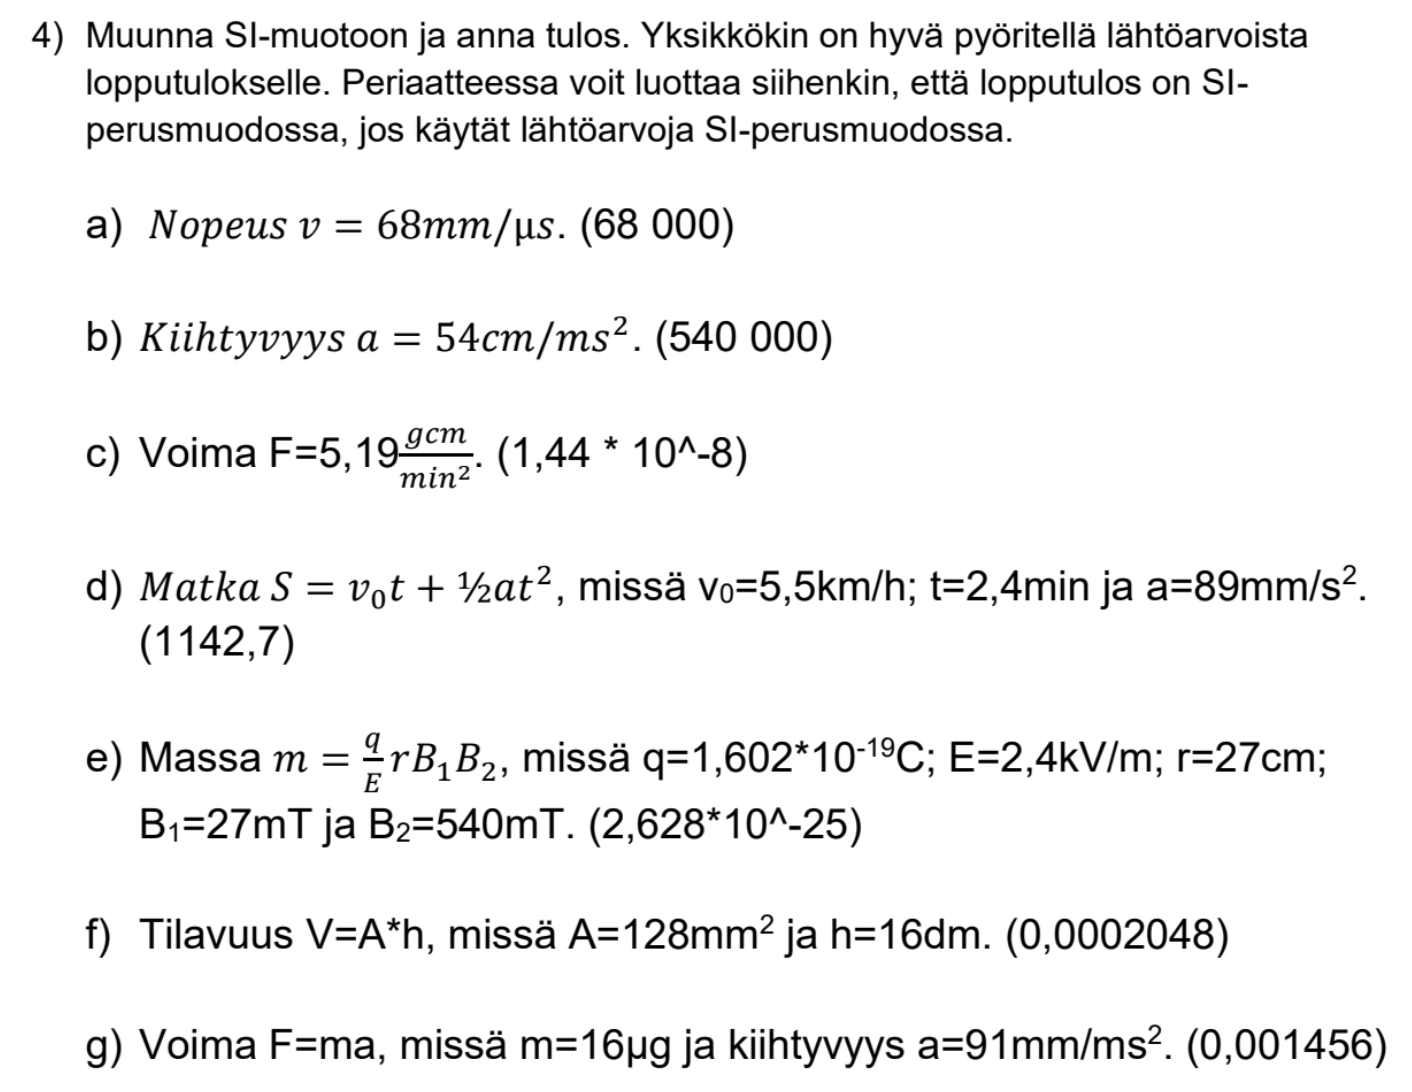 4) Muunna SI-muotoon ja anna tulos. Yksikkökin on hyvä pyöritellä lähtöarvoista
lopputulokselle. Periaatteessa voit luottaa siihenkin, että lopputulos on SI-
perusmuodossa, jos käytät lähtöarvoja SI-perusmuodossa.
a) Nopeus v = 68mm/μs. (68 000)
b) Kiihtyvyys a = 54cm/ms². (540 000)
c) Voima F=5,19 gcm/min². (1,44 * 10^-8)
d) Matka S = v₀t + ½at², missä v₀=5,5km/h; t=2,4min ja a=89mm/s².
(1142,7)
e) Massa m = q/E rB₁B₂, missä q=1,602*10⁻¹⁹C; E=2,4kV/m; r=27cm;
B₁=27mT ja B₂=540mT. (2,628*10^-25)
f) Tilavuus V=A*h, missä A=128mm² ja h=16dm. (0,0002048)
g) Voima F=ma, missä m=16μg ja kiihtyvyys a=91mm/ms². (0,001456)